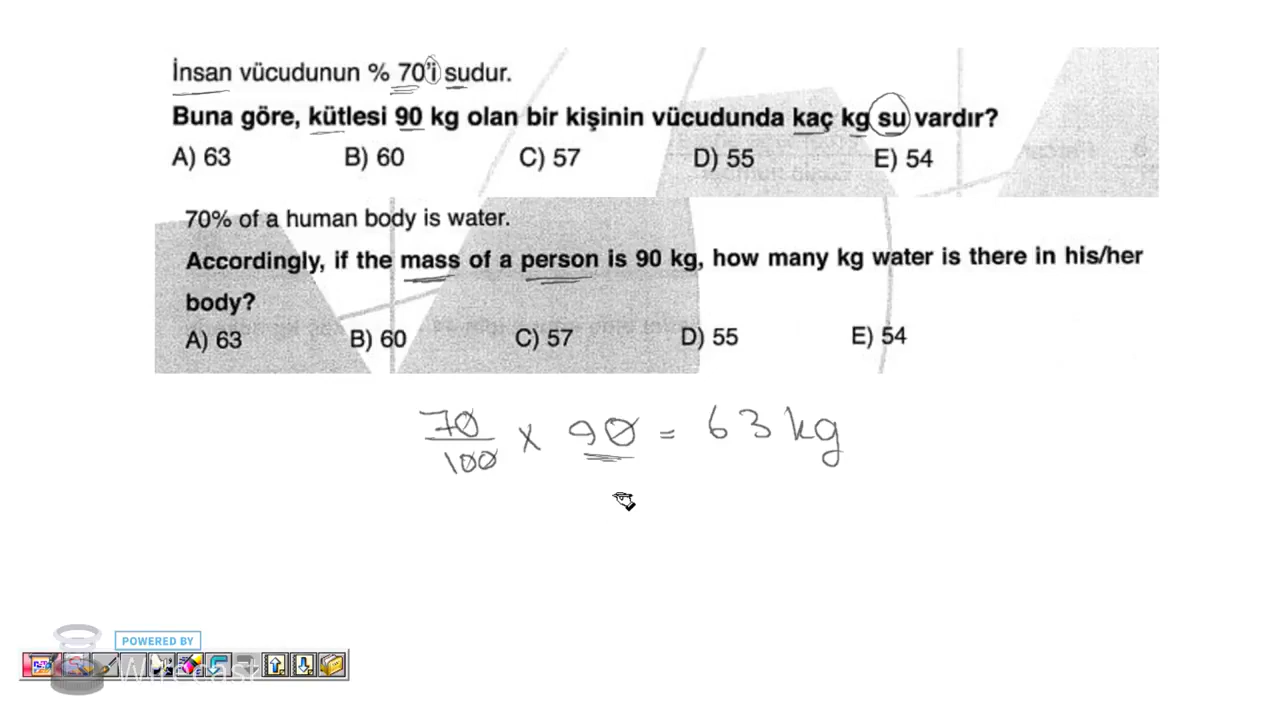 İnsan vücudunun % 70'i sudur.
Buna göre, kütlesi 90 kg olan bir kişinin vücudunda kaç kg su vardır?
A) 63 B) 60 C) 57 D) 55 E) 54
70% of a human body is water.
Accordingly, if the mass of a person is 90 kg, how many kg water is there in his/her
body?
A) 63 B) 60 C) 57 D) 55 E) 54
70/100 x 90 = 63 kg
POWERED BY
Wirecast